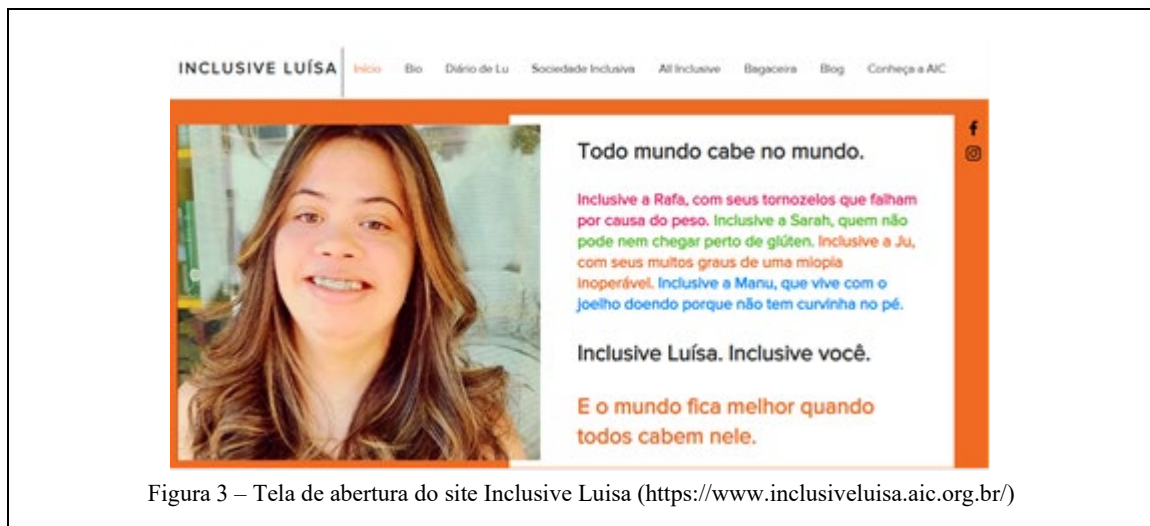 INCLUSIVE LUÍSA
Início Bio Diário de Lu Sociedade Inclusiva All Inclusive Bagaceira Blog Conheça a AIC
Todo mundo cabe no mundo.
Inclusive a Rafa, com seus tornozelos que falham
por causa do peso. Inclusive a Sarah, quem não
pode nem chegar perto de glúten. Inclusive a Ju,
com seus muitos graus de uma miopia
inoperável. Inclusive a Manu, que vive com o
joelho doendo porque não tem curvinha no pé.
Inclusive Luísa. Inclusive você.
E o mundo fica melhor quando
todos cabem nele.
Figura 3 – Tela de abertura do site Inclusive Luisa (https://www.inclusiveluisa.aic.org.br/)